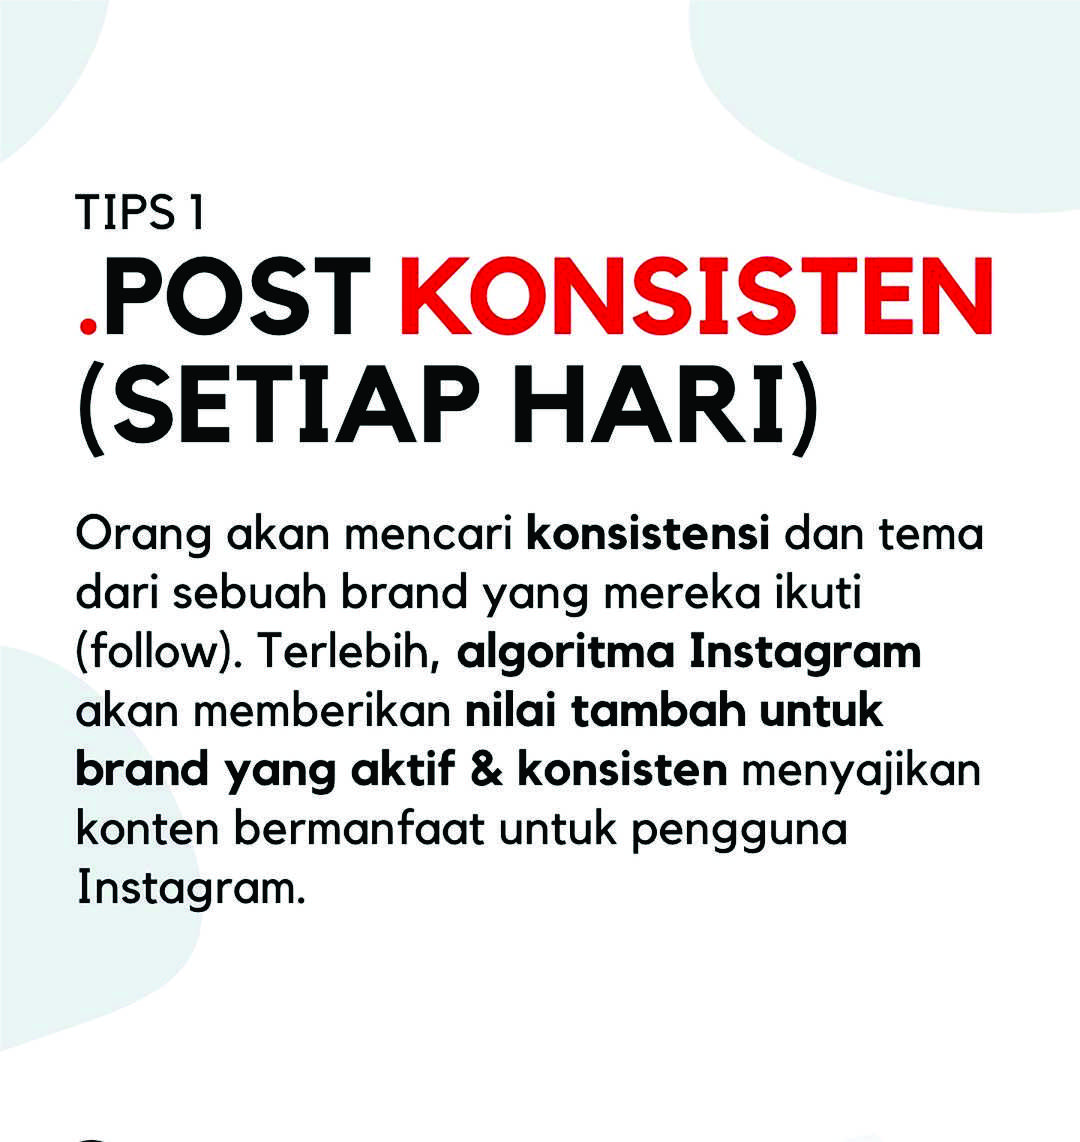 TIPS 1
.POST KONSISTEN
(SETIAP HARI)
Orang akan mencari konsistensi dan tema
dari sebuah brand yang mereka ikuti
(follow). Terlebih, algoritma Instagram
akan memberikan nilai tambah untuk
brand yang aktif & konsisten menyajikan
konten bermanfaat untuk pengguna
Instagram.